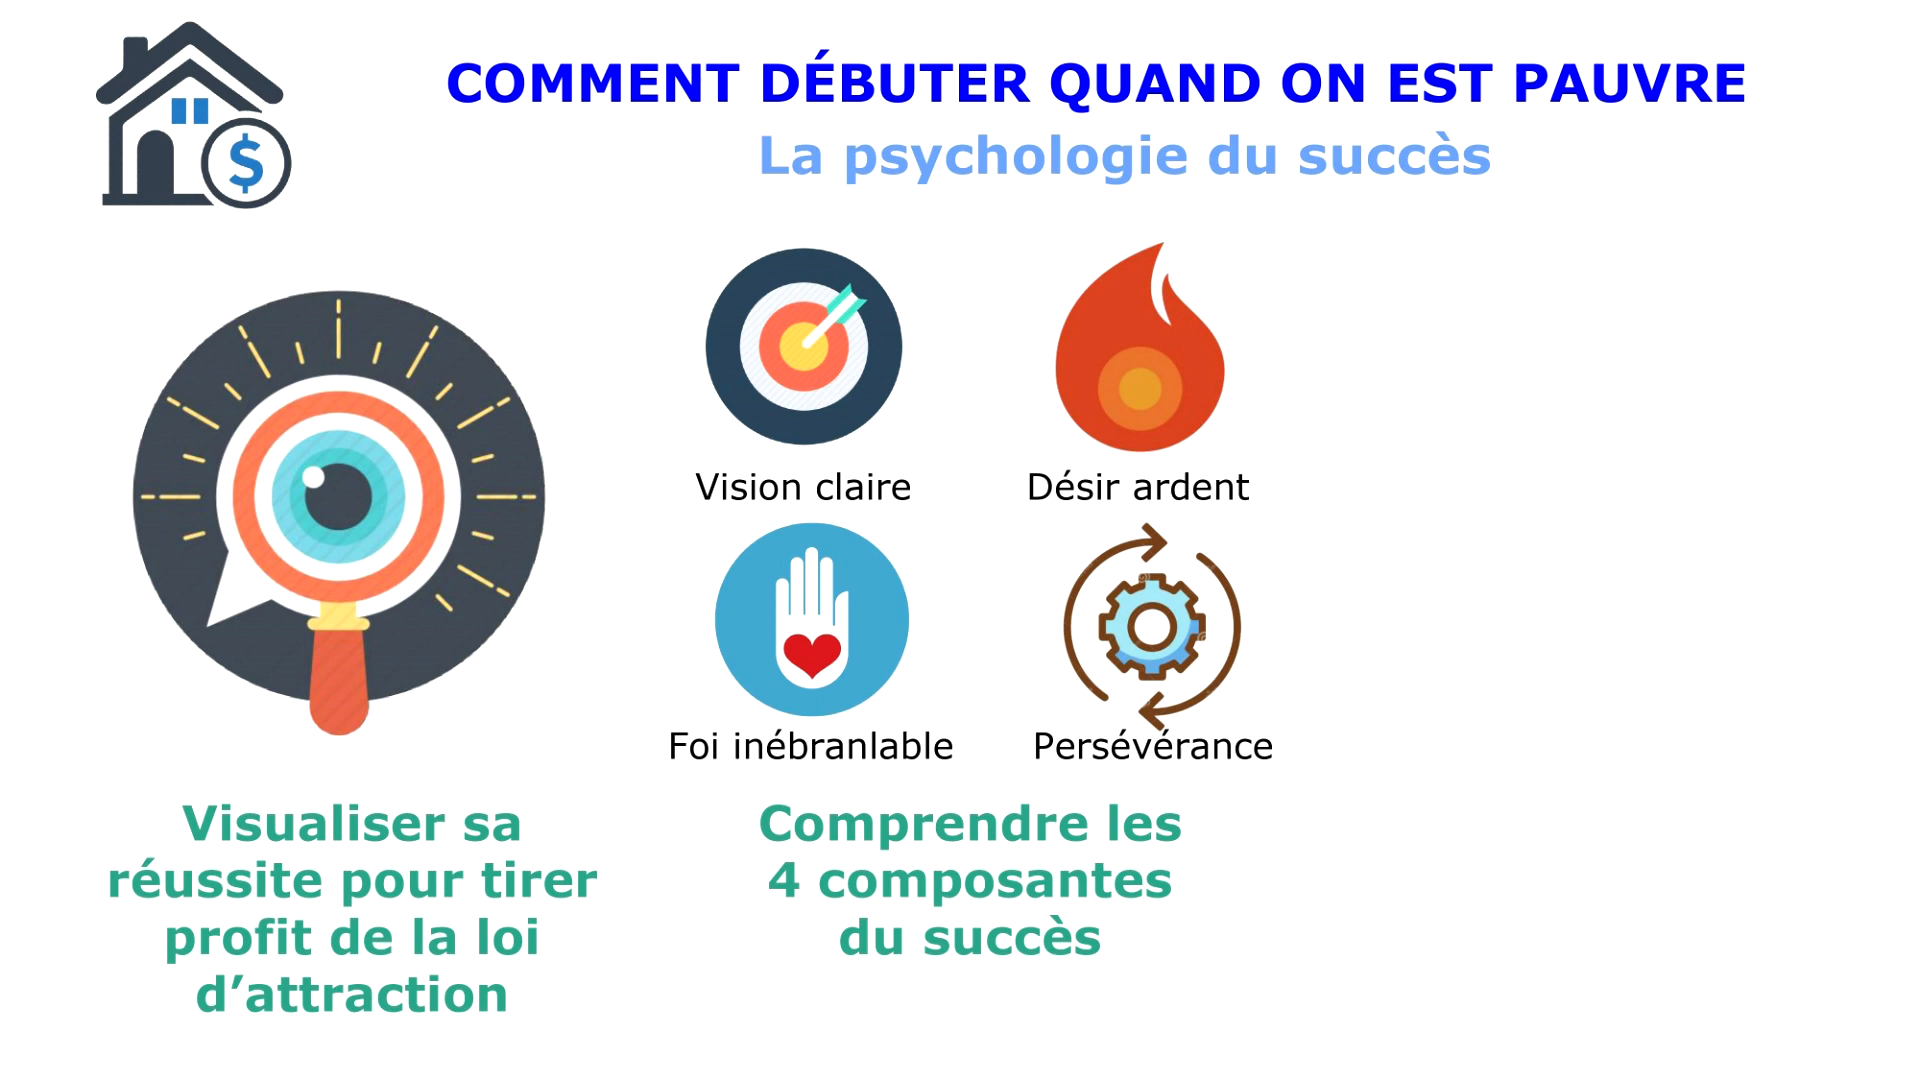 COMMENT DÉBUTER QUAND ON EST PAUVRE
La psychologie du succès
$
Vision claire
Désir ardent
Foi inébranlable
Persévérance
Visualiser sa
réussite pour tirer
profit de la loi
d’attraction
Comprendre les
4 composantes
du succès